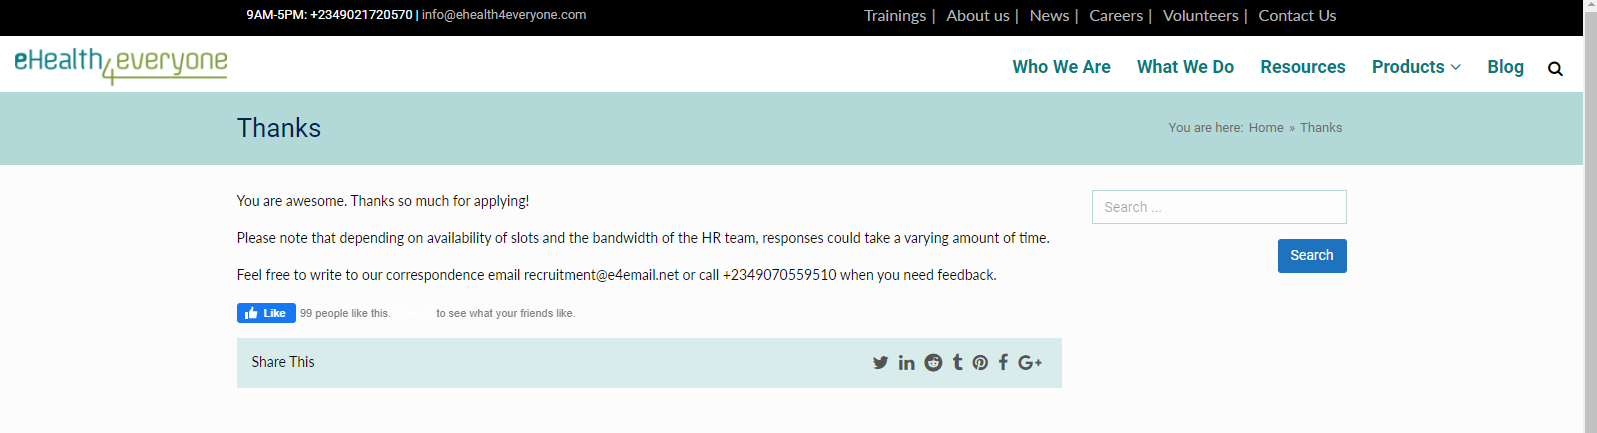 9AM-5PM: +2349021720570 | info@ehealth4everyone.com
Trainings | About us | News | Careers | Volunteers | Contact Us
eHealth4everyone
Who We Are What We Do Resources Products Blog
Thanks
You are here: Home » Thanks
You are awesome. Thanks so much for applying!
Search ...
Please note that depending on availability of slots and the bandwidth of the HR team, responses could take a varying amount of time.
Search
Feel free to write to our correspondence email recruitment@e4email.net or call +2349070559510 when you need feedback.
Like 99 people like this. to see what your friends like.
Share This